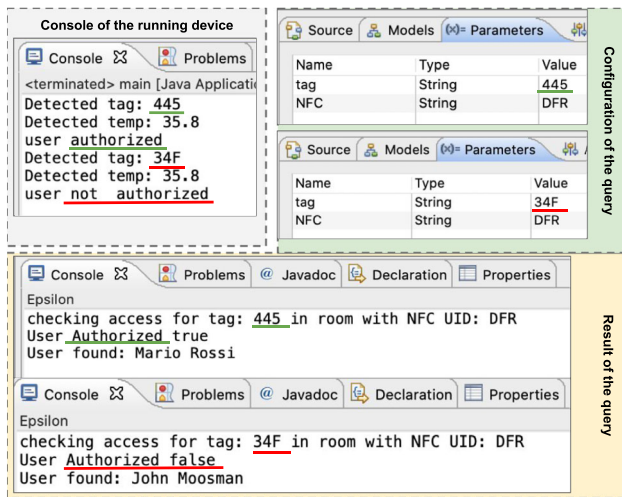 Console of the running device
Console Problems
<terminated> main [Java Applicati
Detected tag: 445
Detected temp: 35.8
user authorized
Detected tag: 34F
Detected temp: 35.8
user not authorized
Source Models (x)= Parameters
Name Type Value
tag String 445
NFC String DFR
Source Models (x)= Parameters
Name Type Value
tag String 34F
NFC String DFR
Configuration of the query
Console Problems @ Javadoc Declaration Properties
Epsilon
checking access for tag: 445 in room with NFC UID: DFR
User Authorized true
User found: Mario Rossi
Console Problems @ Javadoc Declaration Properties
Epsilon
checking access for tag: 34F in room with NFC UID: DFR
User Authorized false
User found: John Moosman
Result of the query